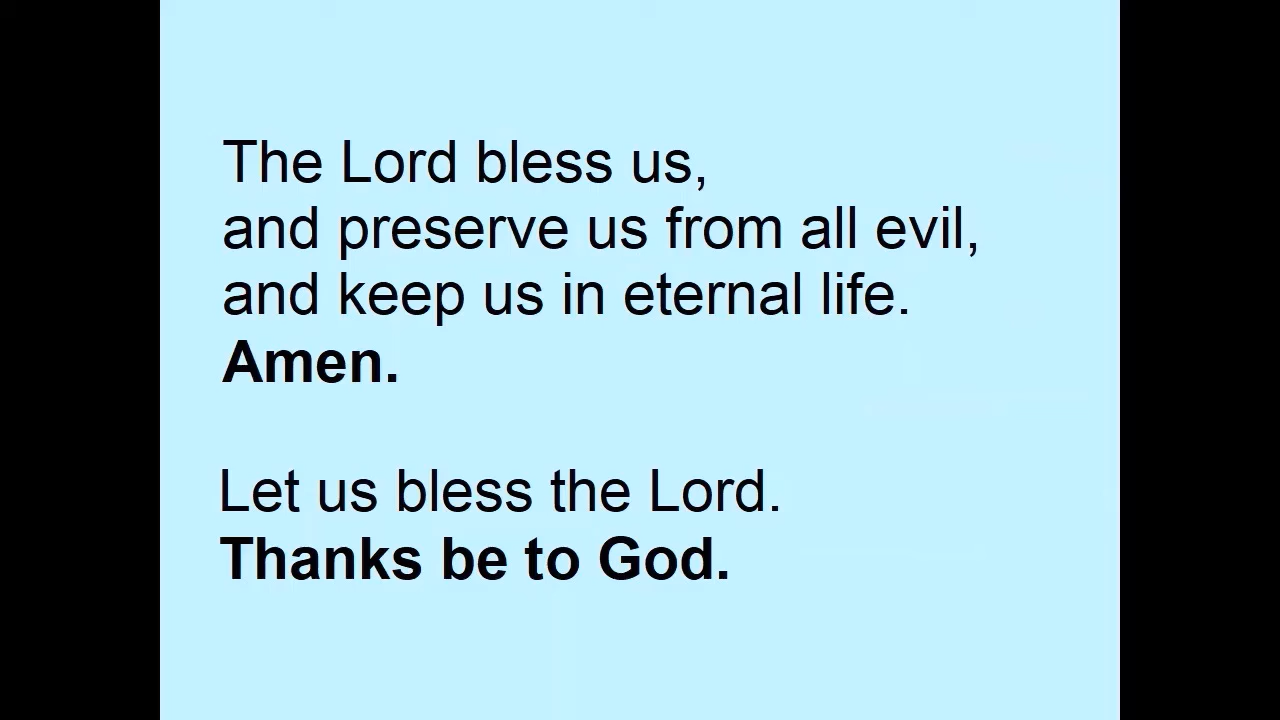 The Lord bless us,
and preserve us from all evil,
and keep us in eternal life.
Amen.
Let us bless the Lord.
Thanks be to God.